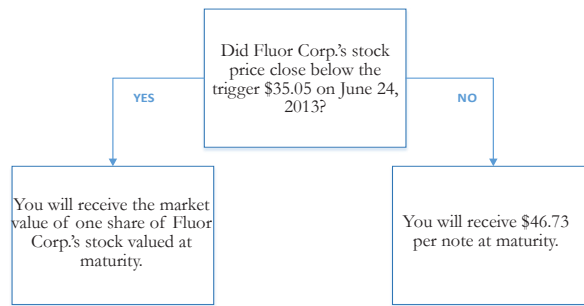 Did Fluor Corp.'s stock
price close below the
trigger $35.05 on June 24,
2013?
YES
NO
You will receive the market
value of one share of Fluor
Corp.'s stock valued at
maturity.
You will receive $46.73
per note at maturity.